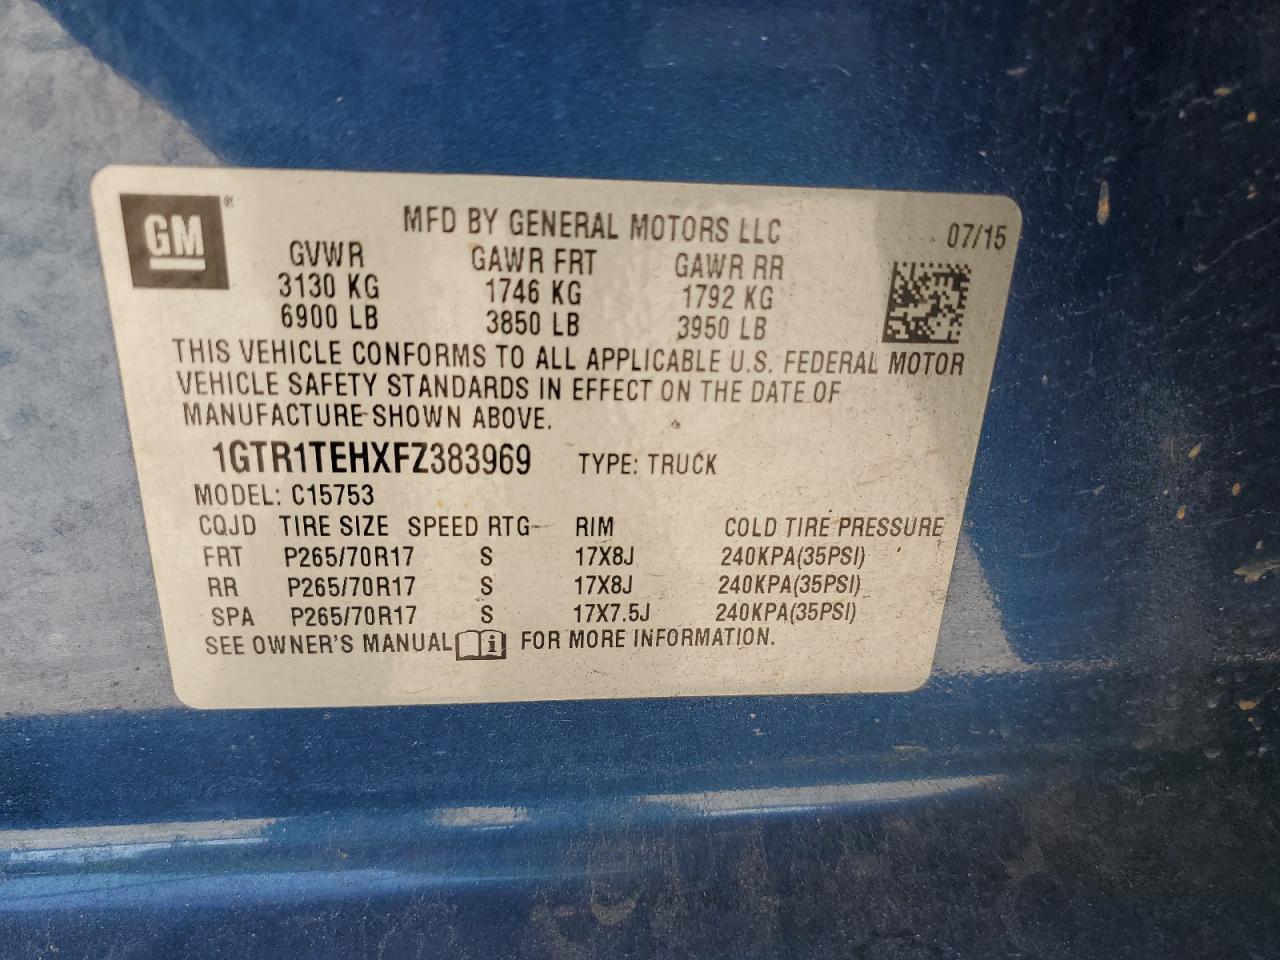 GM®
MFD BY GENERAL MOTORS LLC 07/15
GVWR GAWR FRT GAWR RR
3130 KG 1746 KG 1792 KG
6900 LB 3850 LB 3950 LB
THIS VEHICLE CONFORMS TO ALL APPLICABLE U.S. FEDERAL MOTOR
VEHICLE SAFETY STANDARDS IN EFFECT ON THE DATE OF
MANUFACTURE SHOWN ABOVE.
1GTR1TEHXFZ383969 TYPE: TRUCK
MODEL: C15753
CQJD TIRE SIZE SPEED RTG RIM COLD TIRE PRESSURE
FRT P265/70R17 S 17X8J 240KPA(35PSI)
RR P265/70R17 S 17X8J 240KPA(35PSI)
SPA P265/70R17 S 17X7.5J 240KPA(35PSI)
SEE OWNER'S MANUAL i FOR MORE INFORMATION.